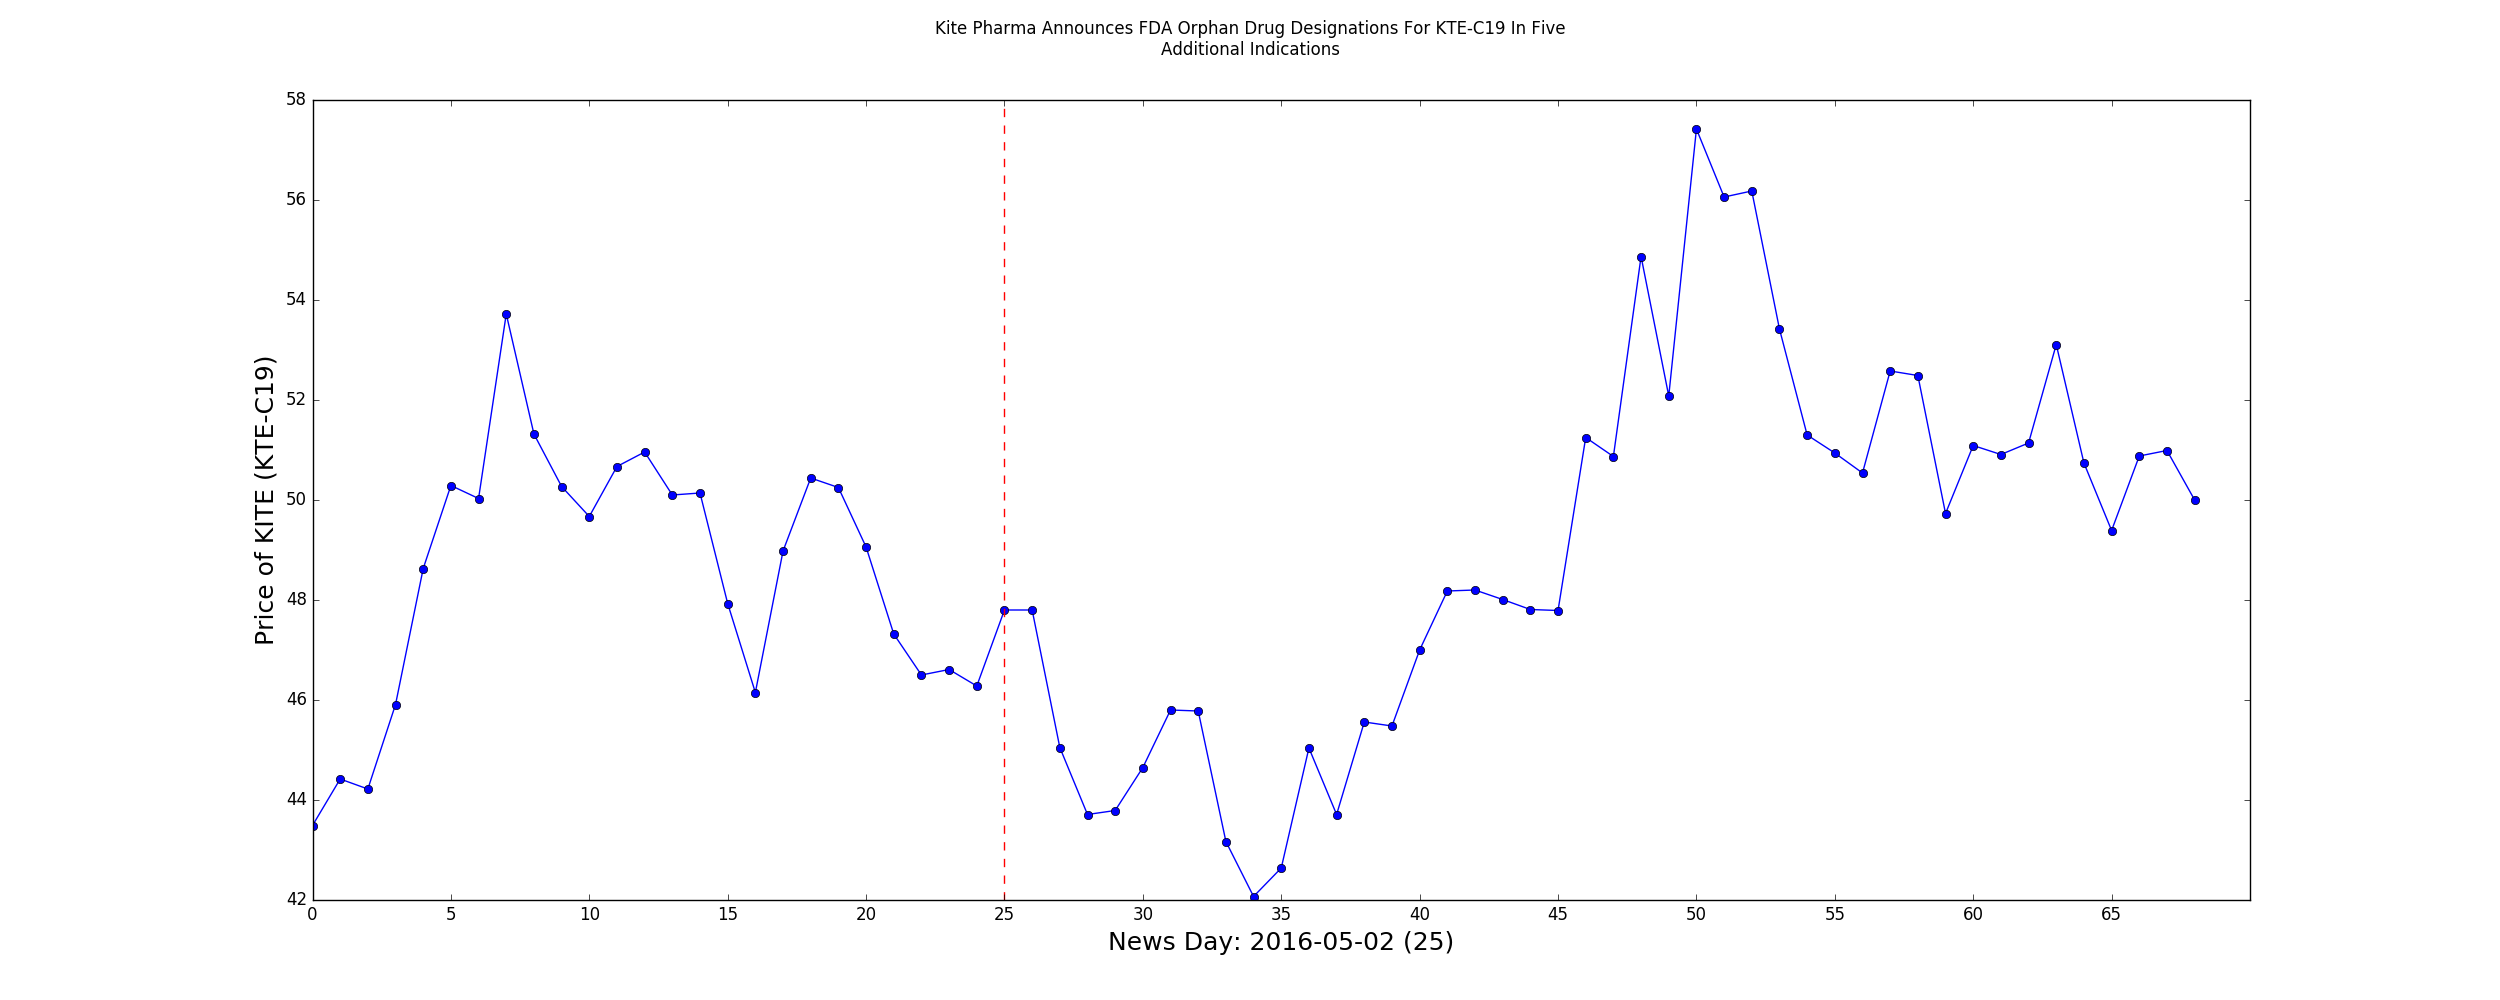 Kite Pharma Announces FDA Orphan Drug Designations For KTE-C19 In Five
Additional Indications
58
56
54
52
50
48
46
44
42
Price of KITE (KTE-C19)
0 5 10 15 20 25 30 35 40 45 50 55 60 65
News Day: 2016-05-02 (25)